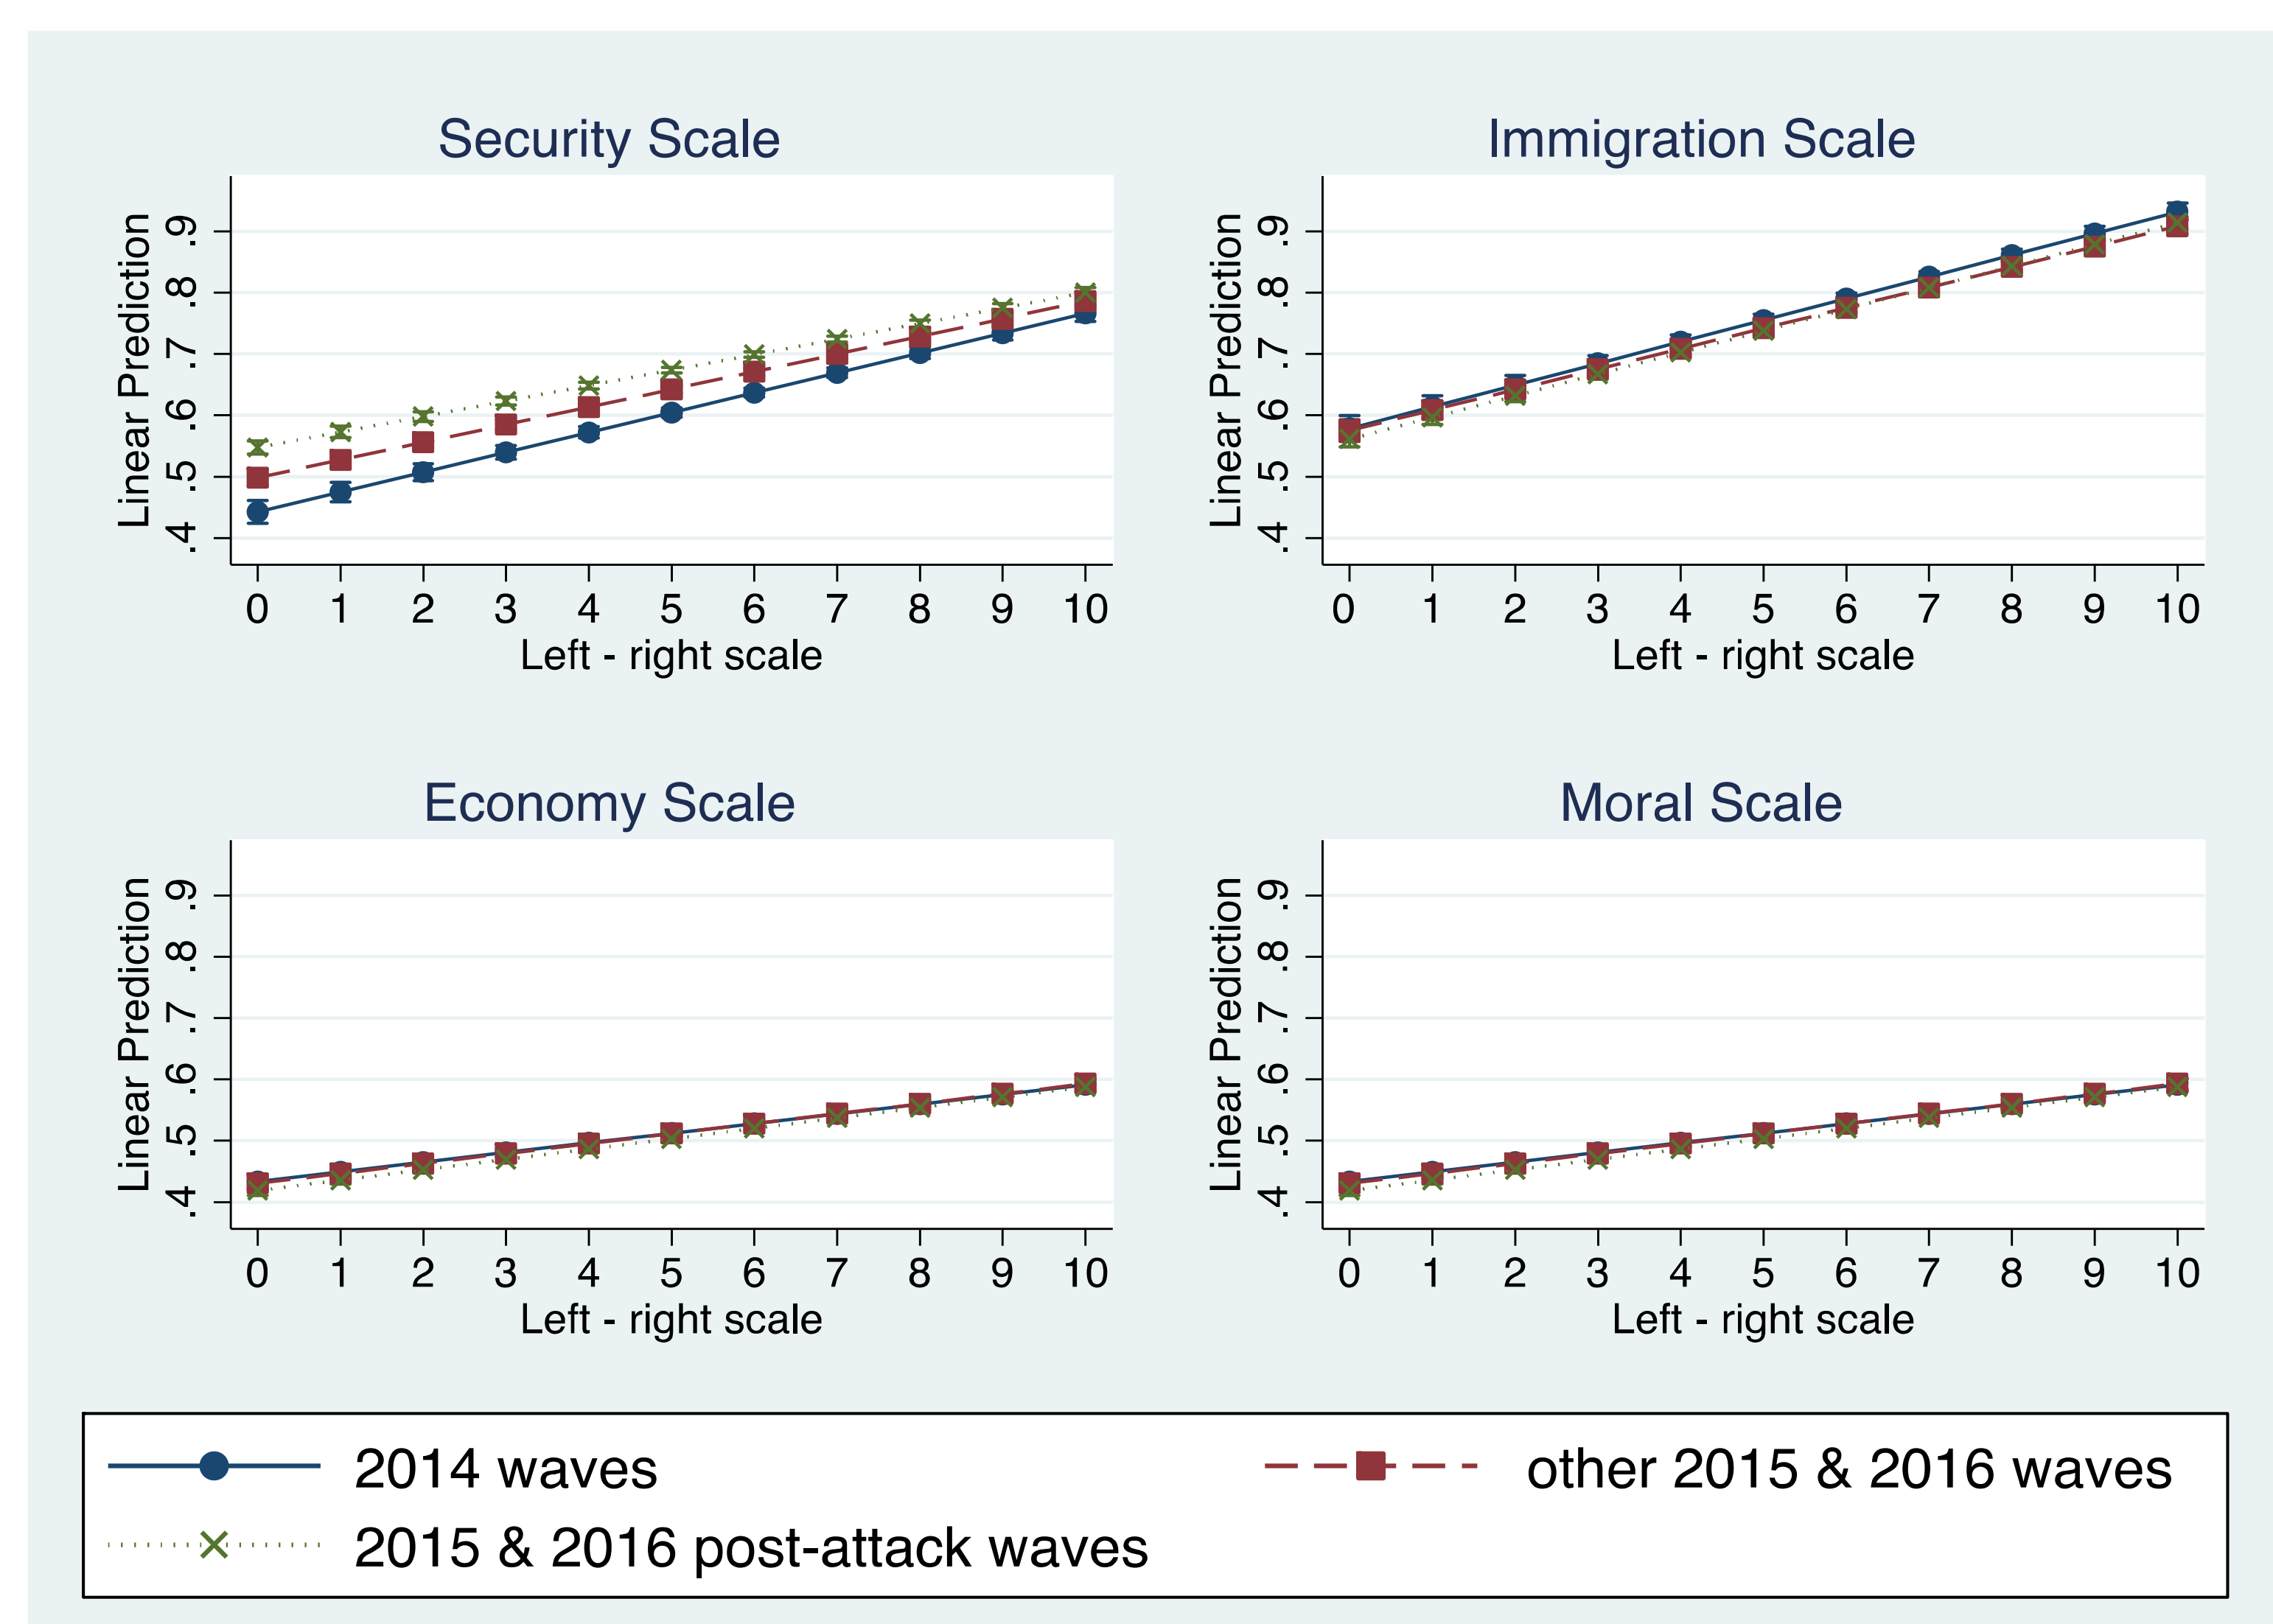 Security Scale
Linear Prediction
.9
.8
.7
.6
.5
.4
0 1 2 3 4 5 6 7 8 9 10
Left - right scale
Immigration Scale
Linear Prediction
.9
.8
.7
.6
.5
.4
0 1 2 3 4 5 6 7 8 9 10
Left - right scale
Economy Scale
Linear Prediction
.9
.8
.7
.6
.5
.4
0 1 2 3 4 5 6 7 8 9 10
Left - right scale
Moral Scale
Linear Prediction
.9
.8
.7
.6
.5
.4
0 1 2 3 4 5 6 7 8 9 10
Left - right scale
2014 waves
other 2015 & 2016 waves
2015 & 2016 post-attack waves